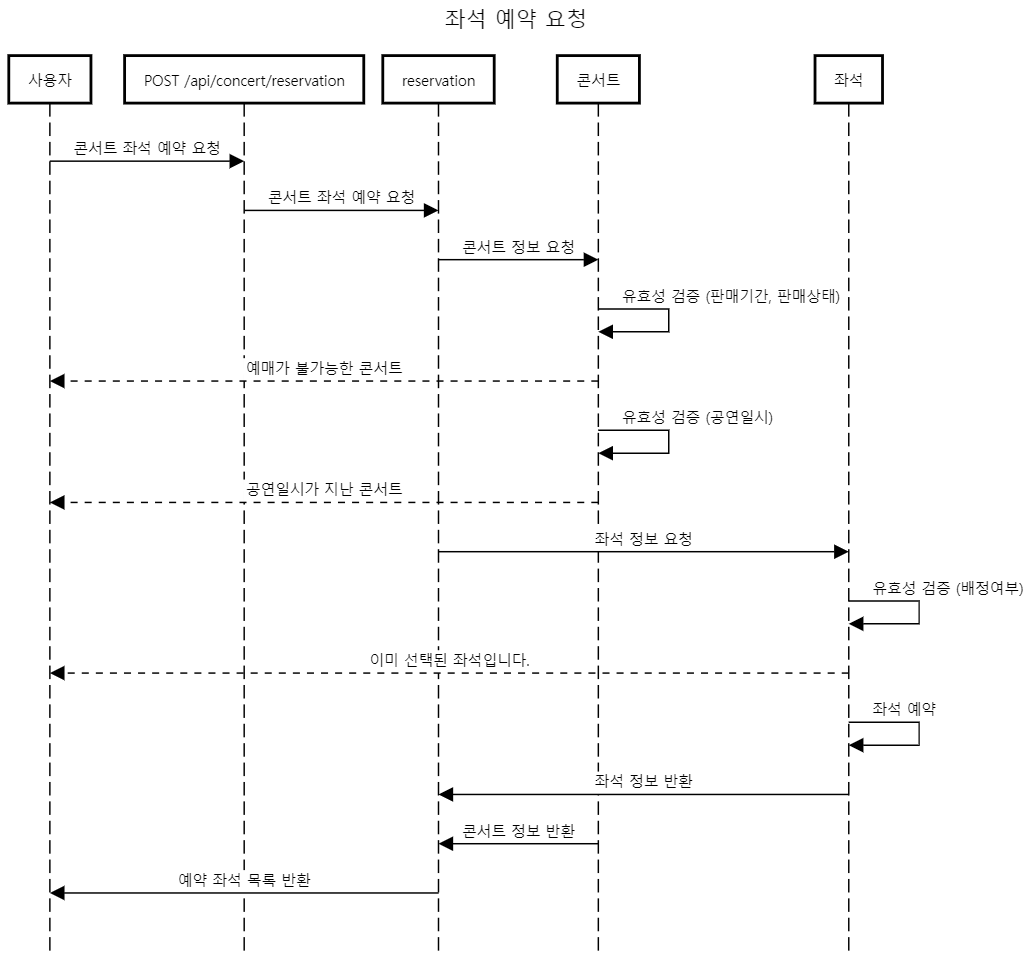 좌석 예약 요청
사용자
POST /api/concert/reservation
reservation
콘서트
좌석
콘서트 좌석 예약 요청
콘서트 좌석 예약 요청
콘서트 정보 요청
유효성 검증 (판매기간, 판매상태)
예매가 불가능한 콘서트
유효성 검증 (공연일시)
공연일시가 지난 콘서트
좌석 정보 요청
유효성 검증 (배정여부)
이미 선택된 좌석입니다.
좌석 예약
좌석 정보 반환
콘서트 정보 반환
예약 좌석 목록 반환